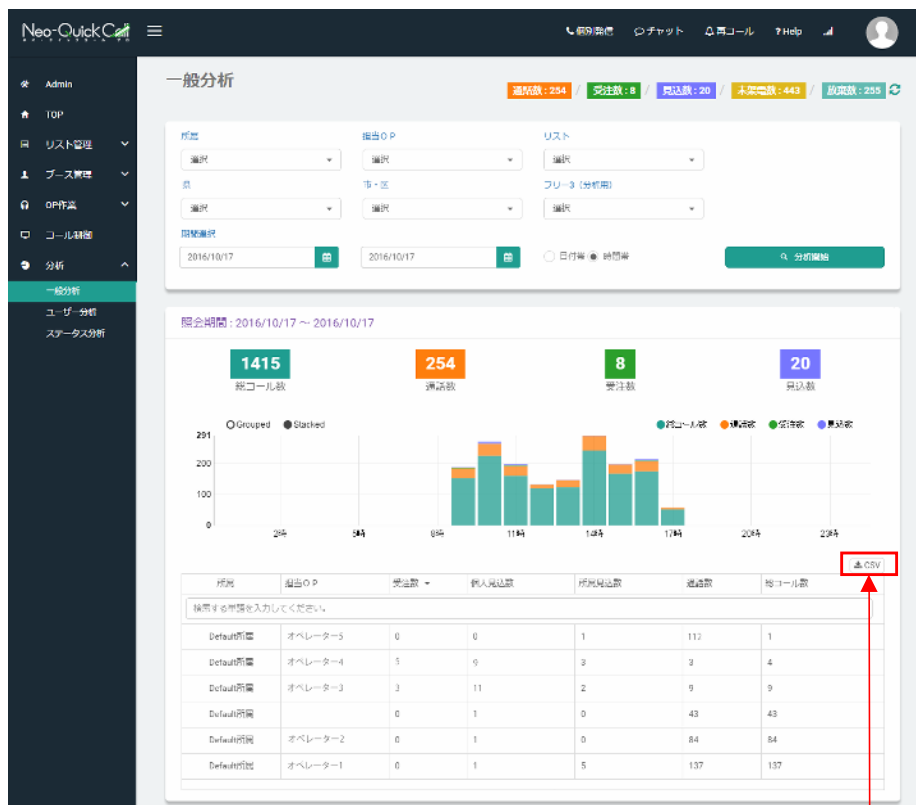 Neo-QuickCall
個別発信 チャット 再コール ?Help
Admin
TOP
リスト管理
ブース管理
OP作業
コール制御
分析
一般分析
ユーザー分析
ステータス分析
一般分析
通話数 : 254 / 受注数 : 8 / 見込数 : 20 / 未架電数 : 443 / 放棄数 : 255
所属 担当OP リスト
選択 選択 選択
県 市・区 フリー3（分析用）
選択 選択 選択
期間選択
2016/10/17 2016/10/17 日付帯 時間帯 分析開始
照会期間 : 2016/10/17 ～ 2016/10/17
1415 254 8 20
総コール数 通話数 受注数 見込数
Grouped Stacked 総コール数 通話数 受注数 見込数
291
200
100
0
2時 5時 8時 11時 14時 17時 20時 23時
CSV
所属 担当OP 受注数 個人見込数 所属見込数 通話数 総コール数
検索する単語を入力してください。
Default所属 オペレーター5 0 0 1 113 1
Default所属 オペレーター4 5 9 3 3 4
Default所属 オペレーター3 3 11 2 9 9
Default所属 0 1 0 43 43
Default所属 オペレーター2 0 1 0 84 84
Default所属 オペレーター1 0 1 5 137 137